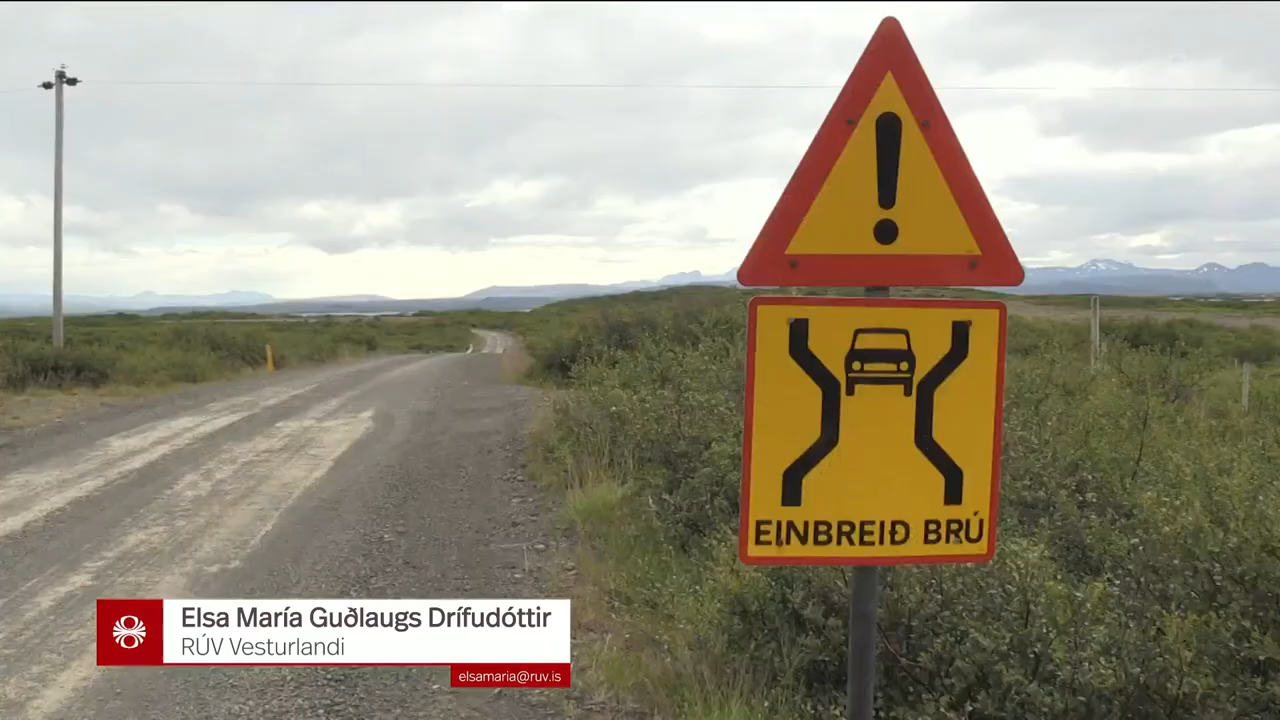 EINBREIÐ BRÚ
Elsa María Guðlaugs Drífudóttir
RÚV Vesturlandi
elsamaria@ruv.is